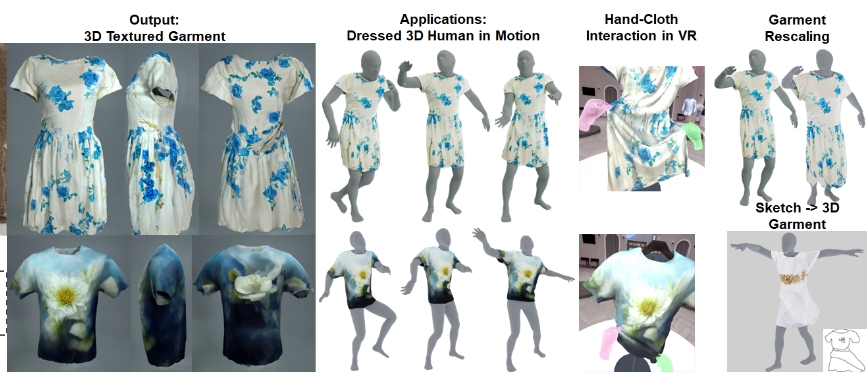 Output:
3D Textured Garment
Applications:
Dressed 3D Human in Motion
Hand-Cloth
Interaction in VR
Garment
Rescaling
Sketch -> 3D
Garment